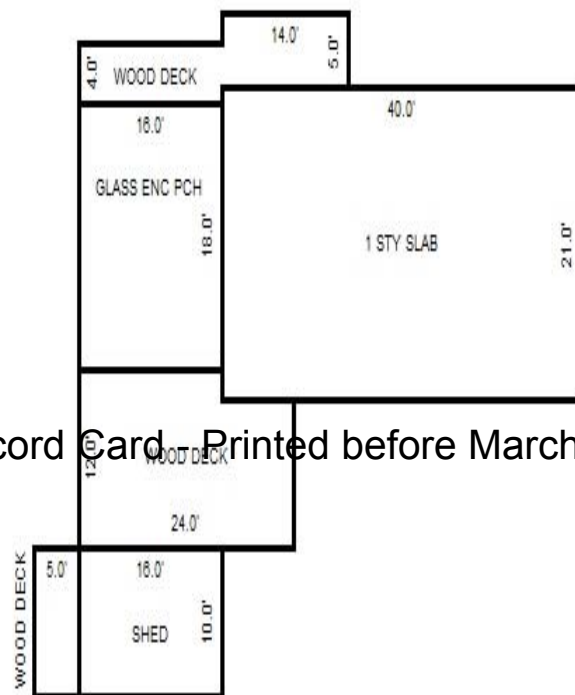 14.0'
5.0'
4.0'
WOOD DECK
16.0'
40.0'
GLASS ENC PCH
18.0'
1 STY SLAB
21.0'
cord Card - Printed before March
12.0'
WOOD DECK
24.0'
WOOD DECK
5.0'
16.0'
SHED
10.0'